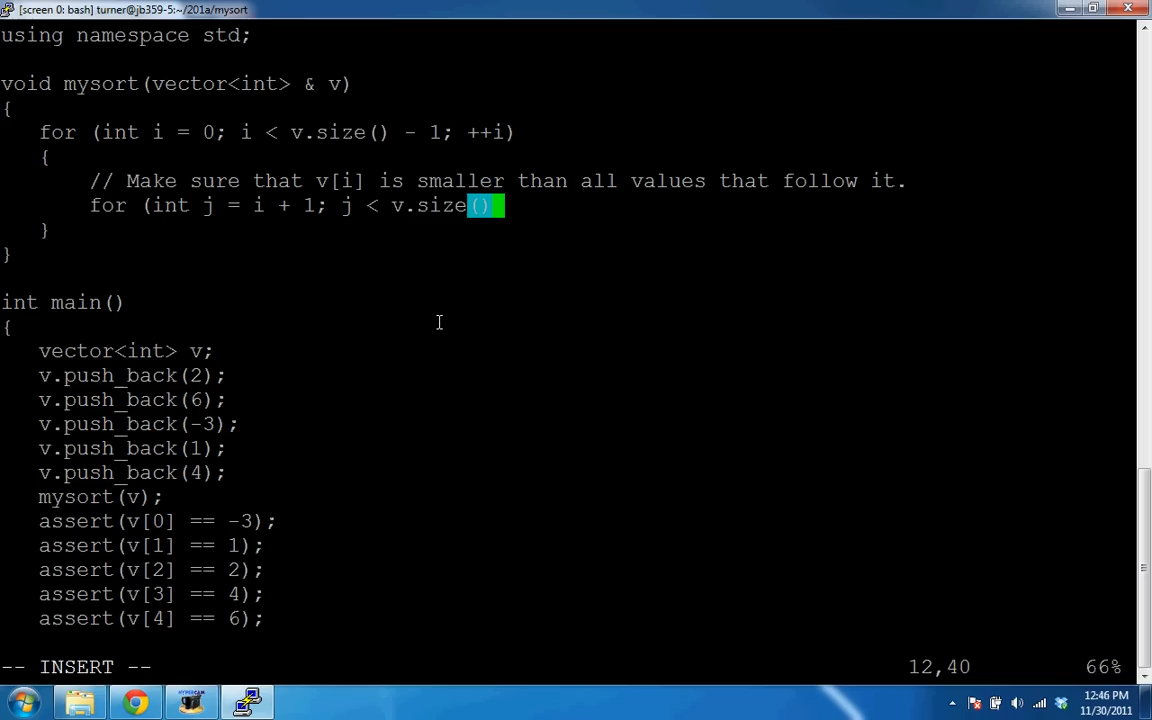 [screen 0: bash] turner@jb359-5:~/201a/mysort
using namespace std;
void mysort(vector<int> & v)
{
for (int i = 0; i < v.size() - 1; ++i)
{
// Make sure that v[i] is smaller than all values that follow it.
for (int j = i + 1; j < v.size()
}
}
int main()
{
vector<int> v;
v.push_back(2);
v.push_back(6);
v.push_back(-3);
v.push_back(1);
v.push_back(4);
mysort(v);
assert(v[0] == -3);
assert(v[1] == 1);
assert(v[2] == 2);
assert(v[3] == 4);
assert(v[4] == 6);
-- INSERT -- 12,40 66%
HYPERCAM
12:46 PM
11/30/2011